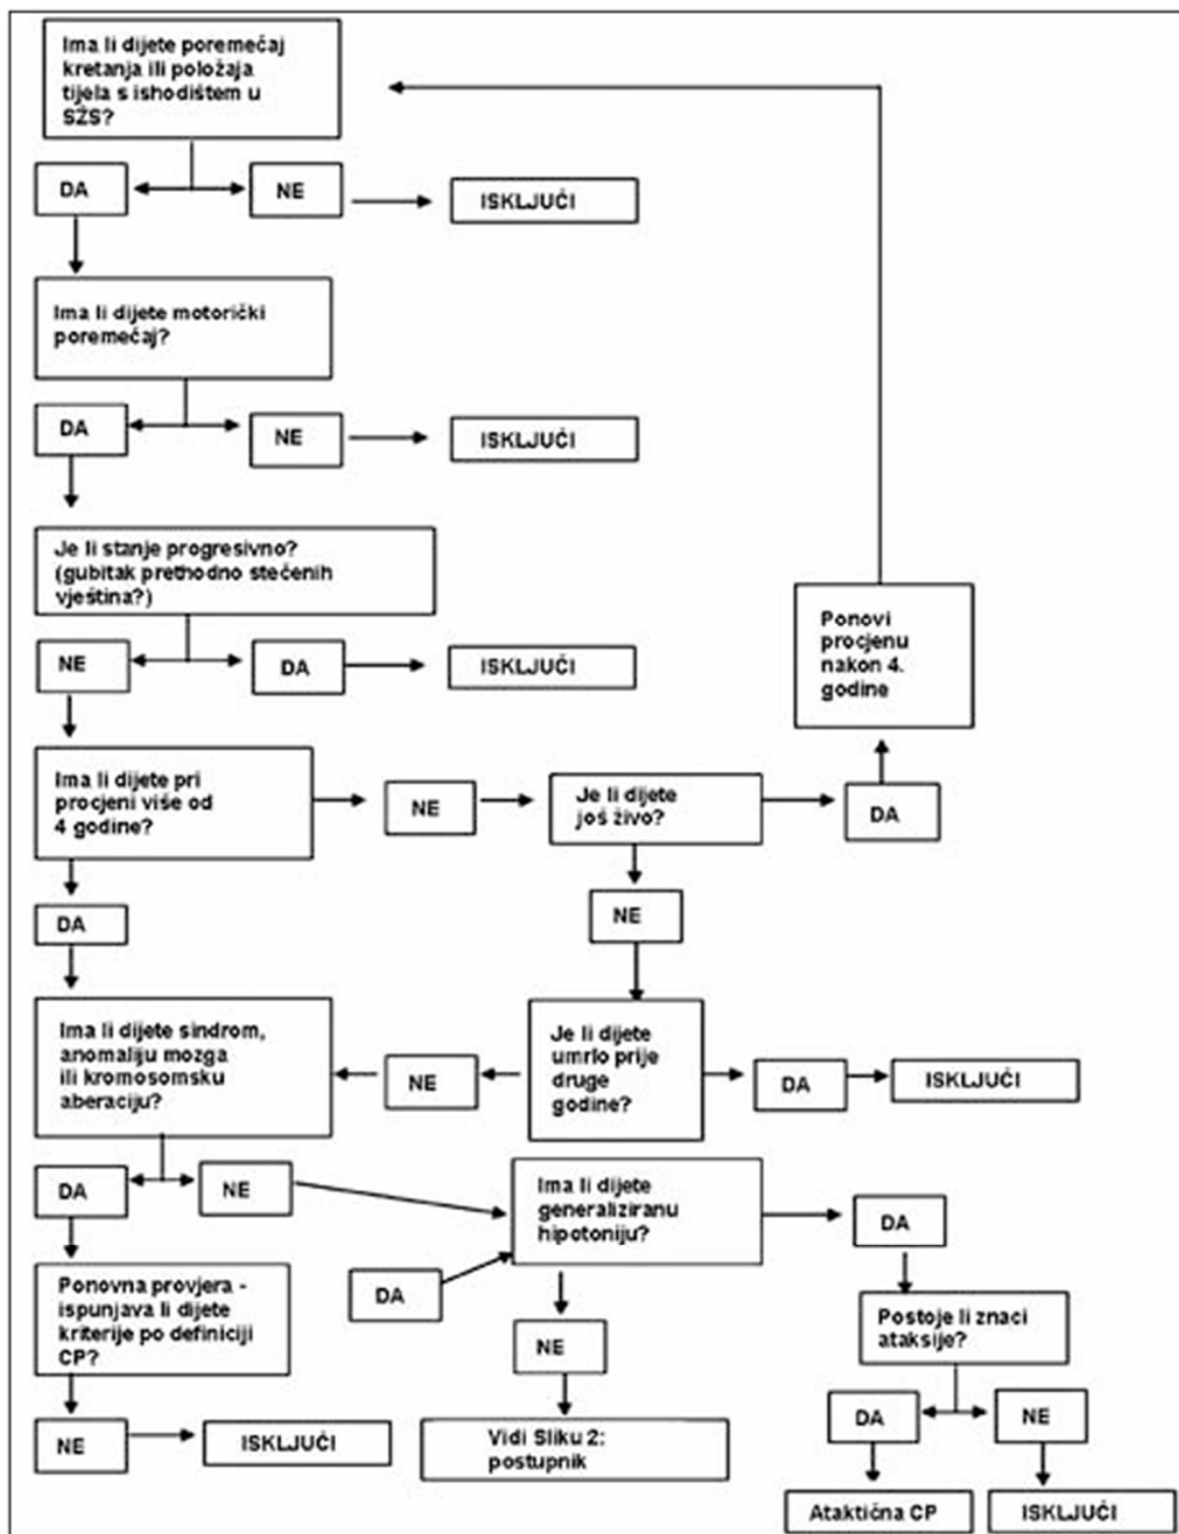 Ima li dijete poremećaj
kretanja ili položaja
tijela s ishodištem u
SŽS?
DA
NE
ISKLJUČI
Ima li dijete motorički
poremećaj?
DA
NE
ISKLJUČI
Je li stanje progresivno?
(gubitak prethodno stečenih
vještina?)
NE
DA
ISKLJUČI
Ponovi
procjenu
nakon 4.
godine
Ima li dijete pri
procjeni više od
4 godine?
NE
Je li dijete
još živo?
DA
DA
NE
Ima li dijete sindrom,
anomaliju mozga
ili kromosomsku
aberaciju?
NE
Je li dijete
umrlo prije
druge
godine?
DA
ISKLJUČI
DA
NE
Ima li dijete
generaliziranu
hipotoniju?
DA
Ponovna provjera -
ispunjava li dijete
kriterije po definiciji
CP?
DA
NE
Postoje li znaci
ataksije?
NE
ISKLJUČI
Vidi Sliku 2:
postupnik
DA
NE
Ataktična CP
ISKLJUČI